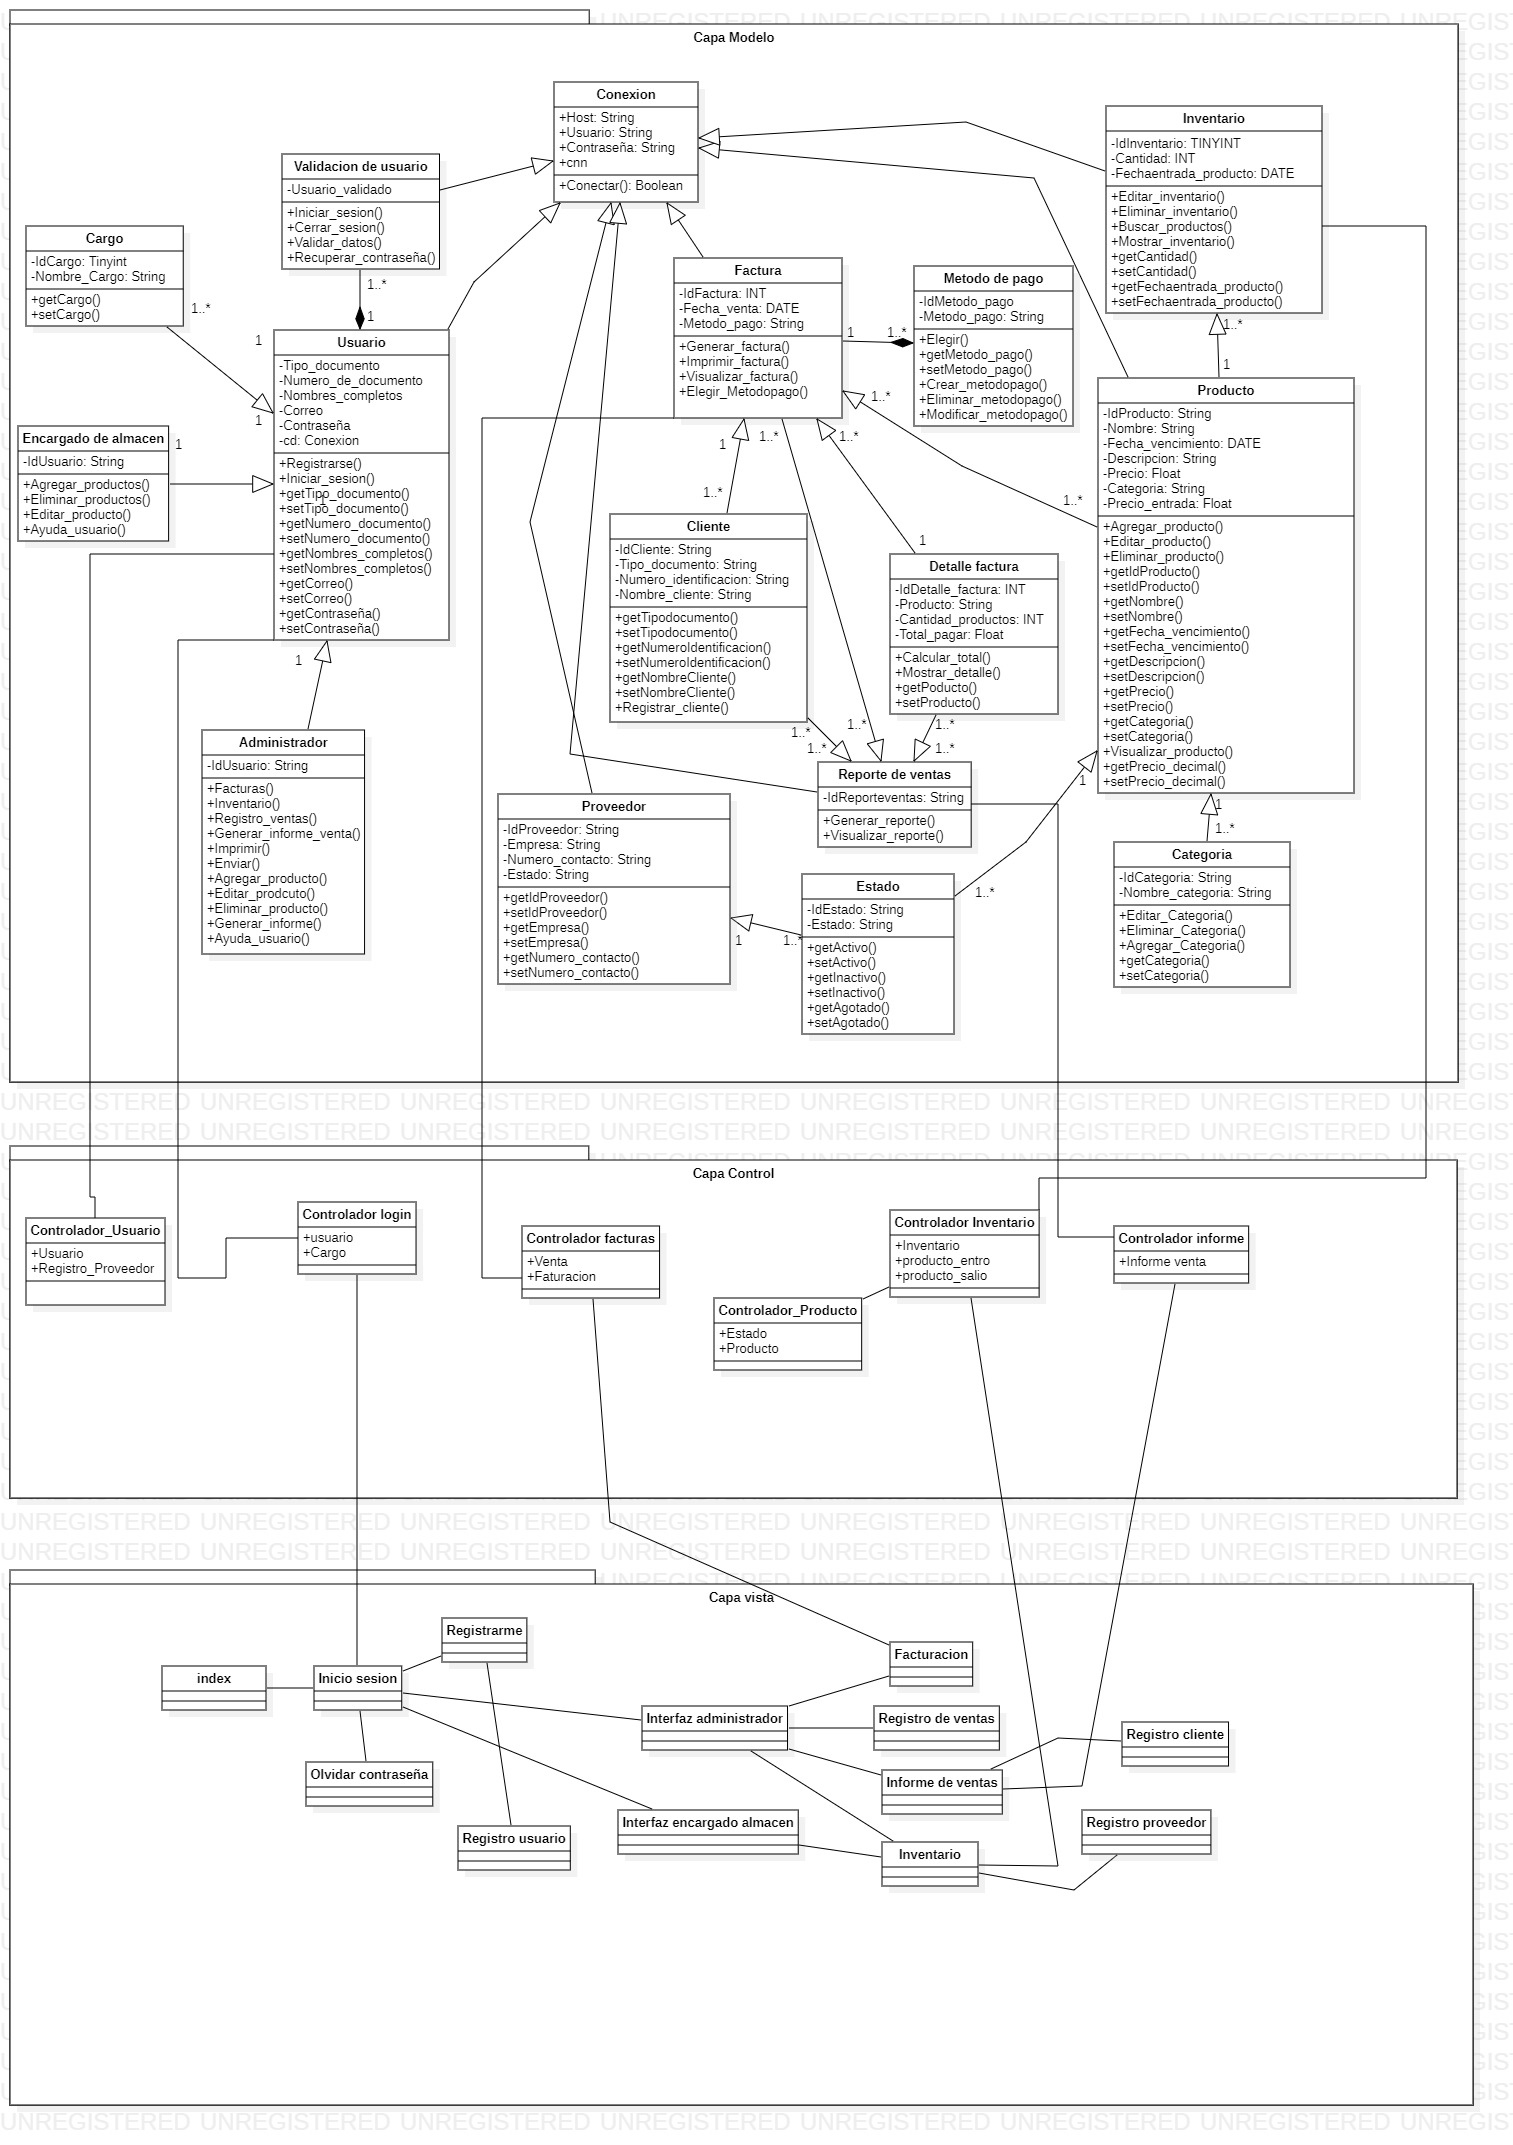 Capa Modelo
Conexion
+Host: String
+Usuario: String
+Contraseña: String
+cnn
+Conectar(): Boolean
Inventario
-IdInventario: TINYINT
-Cantidad: INT
-Fechaentrada_producto: DATE
+Editar_inventario()
+Eliminar_inventario()
+Buscar_productos()
+Mostrar_inventario()
+getCantidad()
+setCantidad()
+getFechaentrada_producto()
+setFechaentrada_producto()
Validacion de usuario
-Usuario_validado
+Iniciar_sesion()
+Cerrar_sesion()
+Validar_datos()
+Recuperar_contraseña()
Cargo
-IdCargo: Tinyint
-Nombre_Cargo: String
+getCargo()
+setCargo()
1..*
1
1..*
1
1
Factura
-IdFactura: INT
-Fecha_venta: DATE
-Metodo_pago: String
+Generar_factura()
+Imprimir_factura()
+Visualizar_factura()
+Elegir_Metodopago()
1
1..*
Metodo de pago
-IdMetodo_pago
-Metodo_pago: String
+Elegir()
+getMetodo_pago()
+setMetodo_pago()
+Crear_metodopago()
+Eliminar_metodopago()
+Modificar_metodopago()
1..*
1
Usuario
-Tipo_documento
-Numero_de_documento
-Nombres_completos
-Correo
-Contraseña
-cd: Conexion
+Registrarse()
+Iniciar_sesion()
+getTipo_documento()
+setTipo_documento()
+getNumero_documento()
+setNumero_documento()
+getNombres_completos()
+setNombres_completos()
+getCorreo()
+setCorreo()
+getContraseña()
+setContraseña()
Encargado de almacen
-IdUsuario: String
+Agregar_productos()
+Eliminar_productos()
+Editar_producto()
+Ayuda_usuario()
1
1
Producto
-IdProducto: String
-Nombre: String
-Fecha_vencimiento: DATE
-Descripcion: String
-Precio: Float
-Categoria: String
-Precio_entrada: Float
+Agregar_producto()
+Editar_producto()
+Eliminar_producto()
+getIdProducto()
+setIdProducto()
+getNombre()
+setNombre()
+getFecha_vencimiento()
+setFecha_vencimiento()
+getDescripcion()
+setDescripcion()
+getPrecio()
+setPrecio()
+getCategoria()
+setCategoria()
+Visualizar_producto()
+getPrecio_decimal()
+setPrecio_decimal()
1..*
1..*
1
1..*
1..*
1..*
1
Cliente
-IdCliente: String
-Tipo_documento: String
-Numero_identificacion: String
-Nombre_cliente: String
+getTipodocumento()
+setTipodocumento()
+getNumeroIdentificacion()
+setNumeroIdentificacion()
+getNombreCliente()
+setNombreCliente()
+Registrar_cliente()
Detalle factura
-IdDetalle_factura: INT
-Producto: String
-Cantidad_productos: INT
-Total_pagar: Float
+Calcular_total()
+Mostrar_detalle()
+getPoducto()
+setProducto()
1..*
1..*
1..*
1..*
1..*
Reporte de ventas
-IdReporteventas: String
+Generar_reporte()
+Visualizar_reporte()
Administrador
-IdUsuario: String
+Facturas()
+Inventario()
+Registro_ventas()
+Generar_informe_venta()
+Imprimir()
+Enviar()
+Agregar_producto()
+Editar_prodcuto()
+Eliminar_producto()
+Generar_informe()
+Ayuda_usuario()
Proveedor
-IdProveedor: String
-Empresa: String
-Numero_contacto: String
-Estado: String
+getIdProveedor()
+setIdProveedor()
+getEmpresa()
+setEmpresa()
+getNumero_contacto()
+setNumero_contacto()
1
1..*
Estado
-IdEstado: String
-Estado: String
+getActivo()
+setActivo()
+getInactivo()
+setInactivo()
+getAgotado()
+setAgotado()
1
1..*
1
1..*
Categoria
-IdCategoria: String
-Nombre_categoria: String
+Editar_Categoria()
+Eliminar_Categoria()
+Agregar_Categoria()
+getCategoria()
+setCategoria()
UNREGISTERED UNREGISTERED UNREGISTERED UNREGISTERED UNREGISTERED UNREGISTERED UNREGISTERED
UNREGISTERED UNREGISTERED UNREGISTERED UNREGISTERED UNREGISTERED UNREGISTERED UNREGISTERED
Capa Control
Controlador_Usuario
+Usuario
+Registro_Proveedor
Controlador login
+usuario
+Cargo
Controlador facturas
+Venta
+Faturacion
Controlador Inventario
+Inventario
+producto_entro
+producto_salio
Controlador informe
+Informe venta
Controlador_Producto
+Estado
+Producto
UNREGISTERED UNREGISTERED UNREGISTERED UNREGISTERED UNREGISTERED UNREGISTERED UNREGISTERED
UNREGISTERED UNREGISTERED UNREGISTERED UNREGISTERED UNREGISTERED UNREGISTERED UNREGISTERED
Capa vista
Registrarme
index
Inicio sesion
Facturacion
Interfaz administrador
Registro de ventas
Registro cliente
Olvidar contraseña
Informe de ventas
Registro usuario
Interfaz encargado almacen
Inventario
Registro proveedor
UNREGISTERED UNREGISTERED UNREGISTERED UNREGISTERED UNREGISTERED UNREGISTERED UNREGISTERED